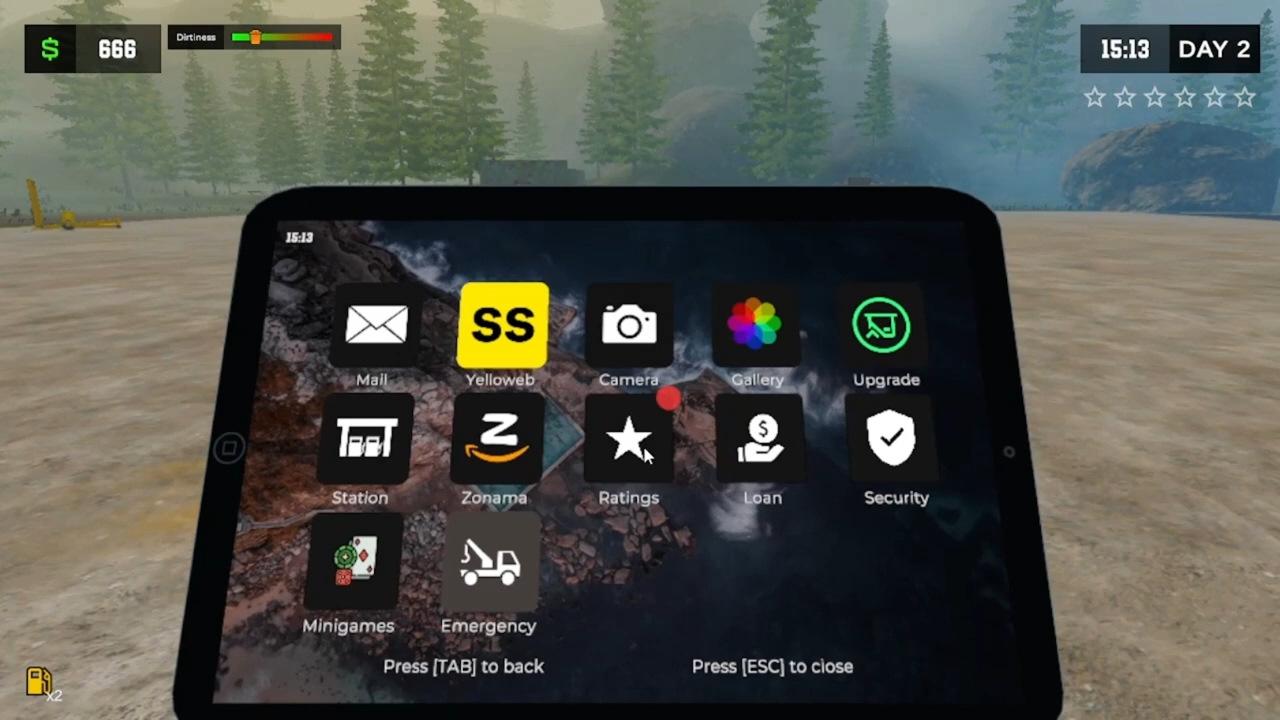 $ 666
Dirtiness
15:13 DAY 2
15:13
SS
Mail Yelloweb Camera Gallery Upgrade
Z
$
Station Zonama Ratings Loan Security
Minigames Emergency
Press [TAB] to back Press [ESC] to close
x2